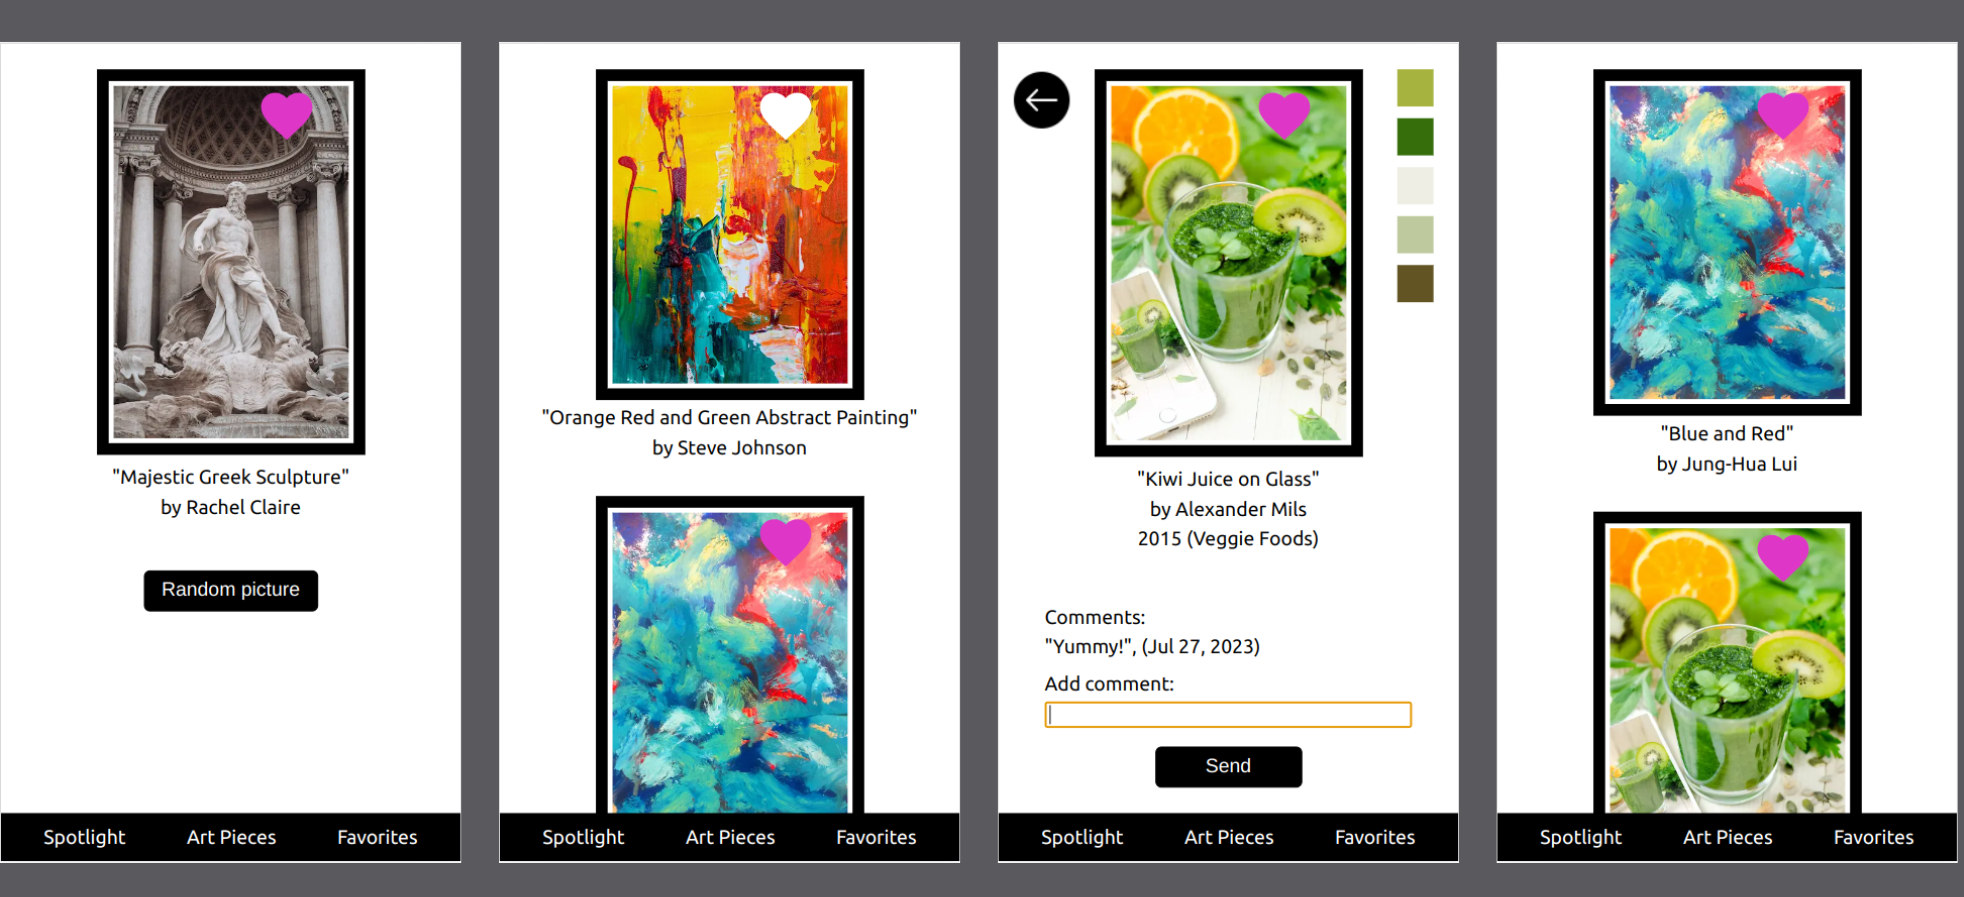 "Majestic Greek Sculpture"
by Rachel Claire
Random picture
Spotlight Art Pieces Favorites
"Orange Red and Green Abstract Painting"
by Steve Johnson
Spotlight Art Pieces Favorites
"Kiwi Juice on Glass"
by Alexander Mils
2015 (Veggie Foods)
Comments:
"Yummy!", (Jul 27, 2023)
Add comment:
Send
Spotlight Art Pieces Favorites
"Blue and Red"
by Jung-Hua Lui
Spotlight Art Pieces Favorites